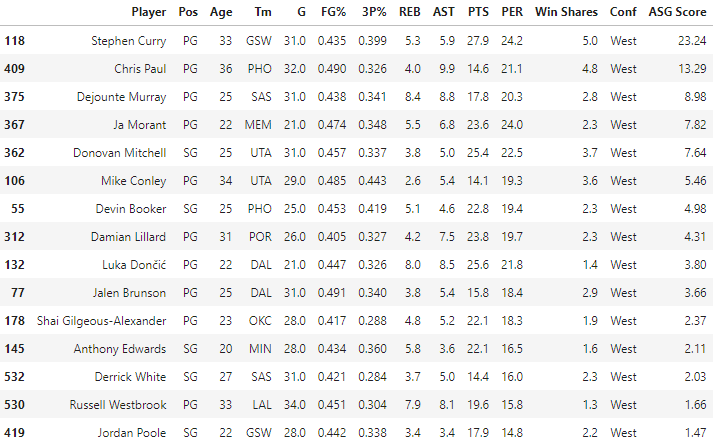 Player Pos Age Tm G FG% 3P% REB AST PTS PER Win Shares Conf ASG Score
118 Stephen Curry PG 33 GSW 31.0 0.435 0.399 5.3 5.9 27.9 24.2 5.0 West 23.24
409 Chris Paul PG 36 PHO 32.0 0.490 0.326 4.0 9.9 14.6 21.1 4.8 West 13.29
375 Dejounte Murray PG 25 SAS 31.0 0.438 0.341 8.4 8.8 17.8 20.3 2.8 West 8.98
367 Ja Morant PG 22 MEM 21.0 0.474 0.348 5.5 6.8 23.6 24.0 2.3 West 7.82
362 Donovan Mitchell SG 25 UTA 31.0 0.457 0.337 3.8 5.0 25.4 22.5 3.7 West 7.64
106 Mike Conley PG 34 UTA 29.0 0.485 0.443 2.6 5.4 14.1 19.3 3.6 West 5.46
55 Devin Booker SG 25 PHO 25.0 0.453 0.419 5.1 4.6 22.8 19.4 2.3 West 4.98
312 Damian Lillard PG 31 POR 26.0 0.405 0.327 4.2 7.5 23.8 19.7 2.3 West 4.31
132 Luka Dončić PG 22 DAL 21.0 0.447 0.326 8.0 8.5 25.6 21.8 1.4 West 3.80
77 Jalen Brunson PG 25 DAL 31.0 0.491 0.340 3.8 5.4 15.8 18.4 2.9 West 3.66
178 Shai Gilgeous-Alexander PG 23 OKC 28.0 0.417 0.288 4.8 5.2 22.1 18.3 1.9 West 2.37
145 Anthony Edwards SG 20 MIN 28.0 0.434 0.360 5.8 3.6 22.1 16.5 1.6 West 2.11
532 Derrick White SG 27 SAS 31.0 0.421 0.284 3.7 5.0 14.4 16.0 2.3 West 2.03
530 Russell Westbrook PG 33 LAL 34.0 0.451 0.304 7.9 8.1 19.6 15.8 1.3 West 1.66
419 Jordan Poole SG 22 GSW 28.0 0.442 0.338 3.4 3.4 17.9 14.8 2.2 West 1.47